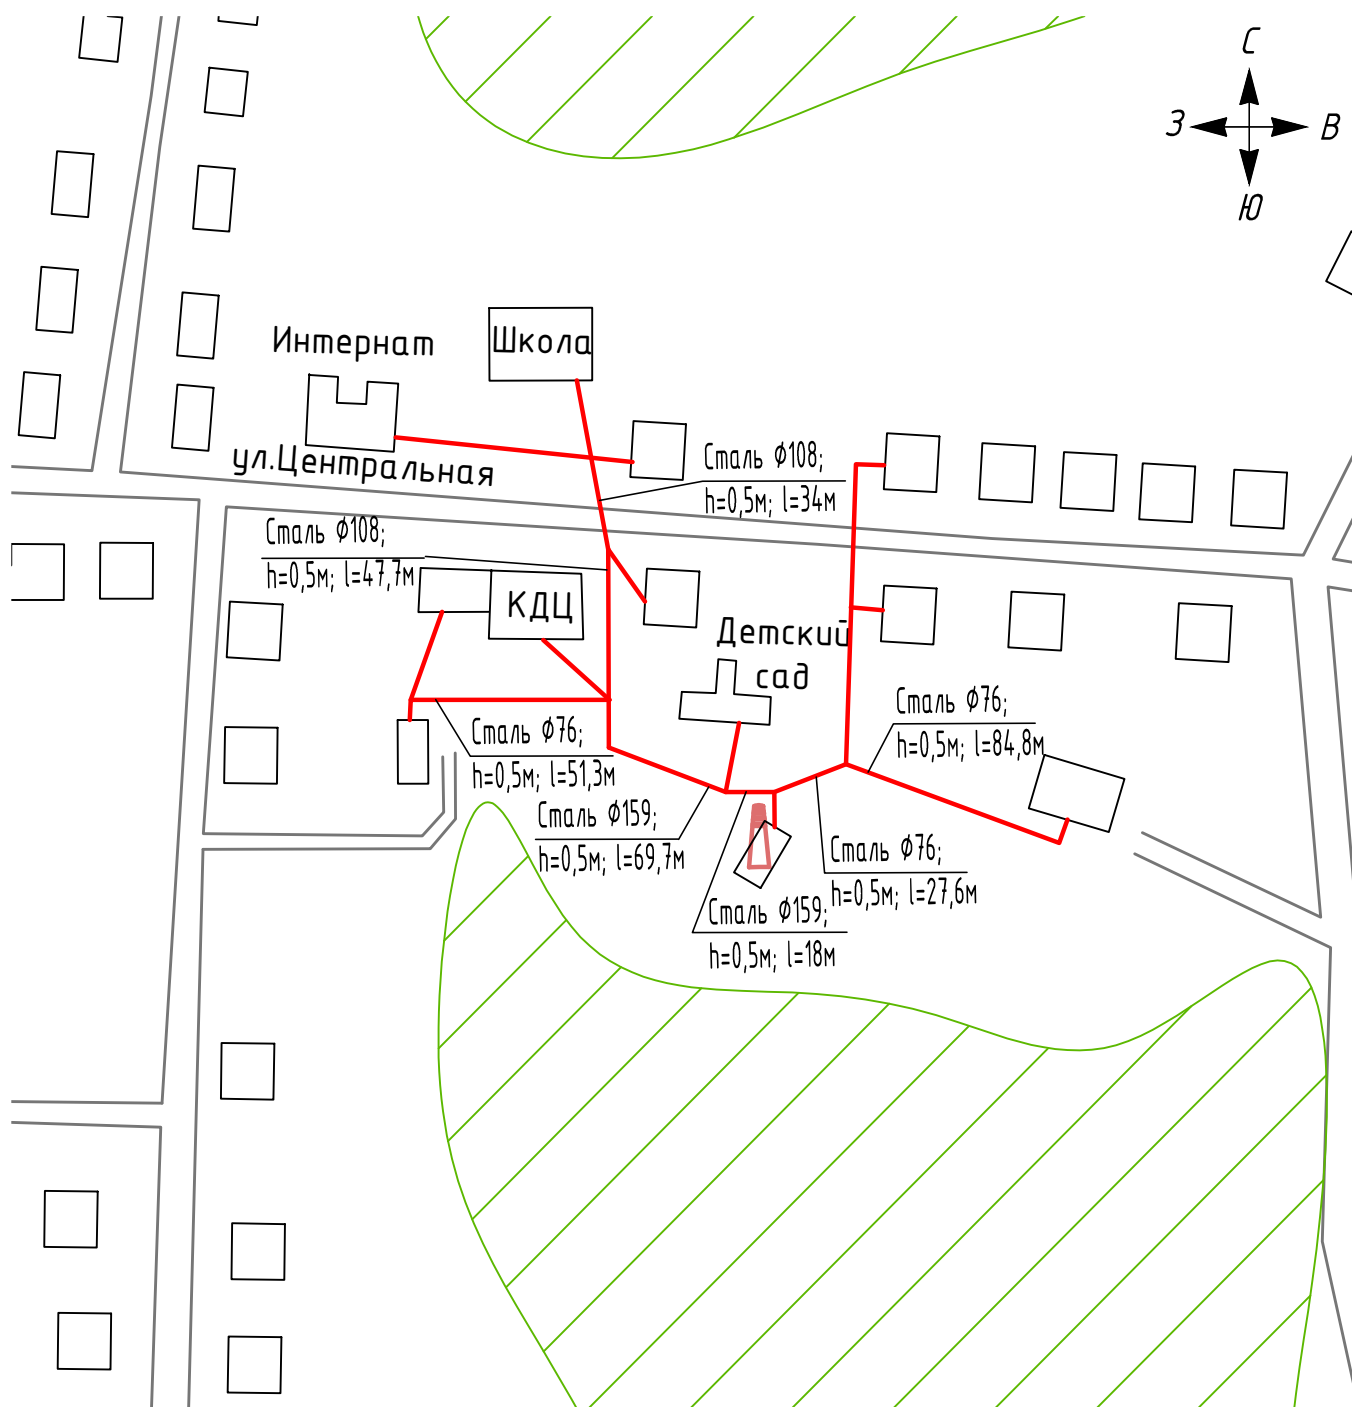 С
З
В
Ю
Интернат
Школа
ул.Центральная
Сталь Ø108;
h=0,5м; l=34м
Сталь Ø108;
h=0,5м; l=47,7м
КДЦ
Детский
сад
Сталь Ø76;
h=0,5м; l=84,8м
Сталь Ø76;
h=0,5м; l=51,3м
Сталь Ø159;
h=0,5м; l=69,7м
Сталь Ø76;
h=0,5м; l=27,6м
Сталь Ø159;
h=0,5м; l=18м